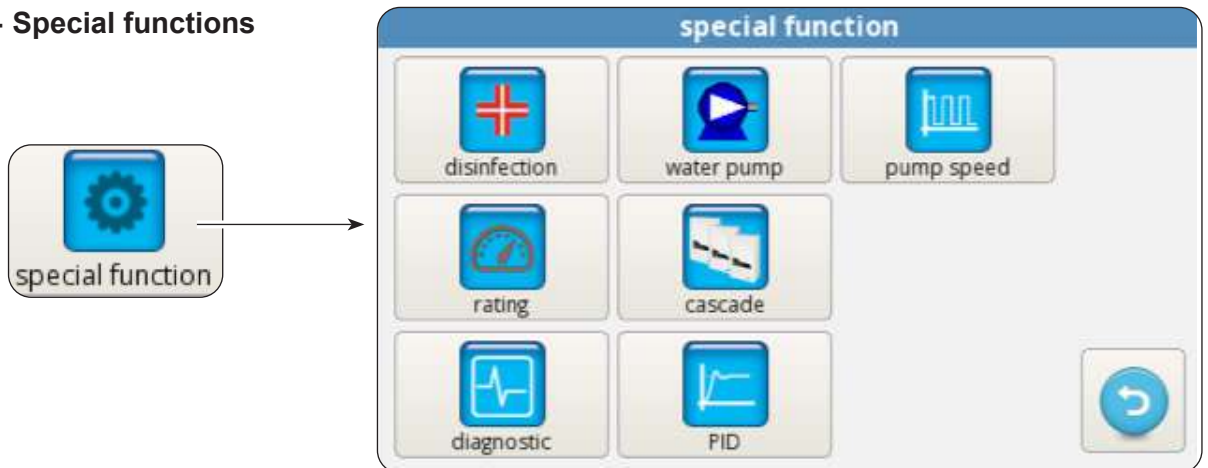 - Special functions
special function
special function
disinfection
water pump
pump speed
rating
cascade
diagnostic
PID